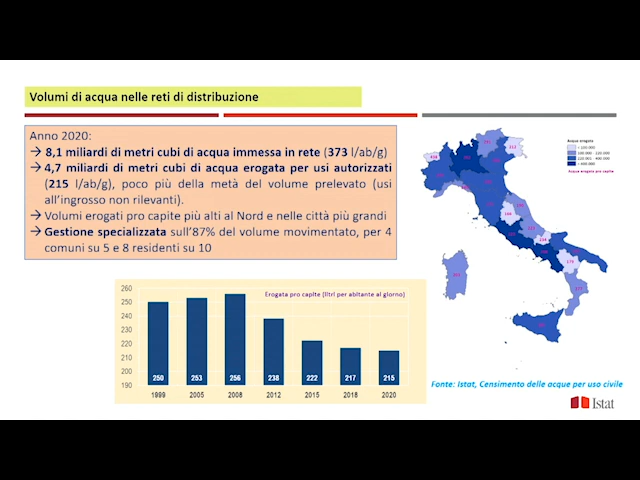 Volumi di acqua nelle reti di distribuzione
Anno 2020:
→ 8,1 miliardi di metri cubi di acqua immessa in rete (373 l/ab/g)
→ 4,7 miliardi di metri cubi di acqua erogata per usi autorizzati
(215 l/ab/g), poco più della metà del volume prelevato (usi
all'ingrosso non rilevanti).
→ Volumi erogati pro capite più alti al Nord e nelle città più grandi
→ Gestione specializzata sull'87% del volume movimentato, per 4
comuni su 5 e 8 residenti su 10
Acqua erogata
Acqua erogata pro capite
Erogata pro capite (litri per abitante al giorno)
260
250
240
230
220
210
200
190
250
253
256
238
222
217
215
1999
2005
2008
2012
2015
2018
2020
Fonte: Istat, Censimento delle acque per uso civile
Istat